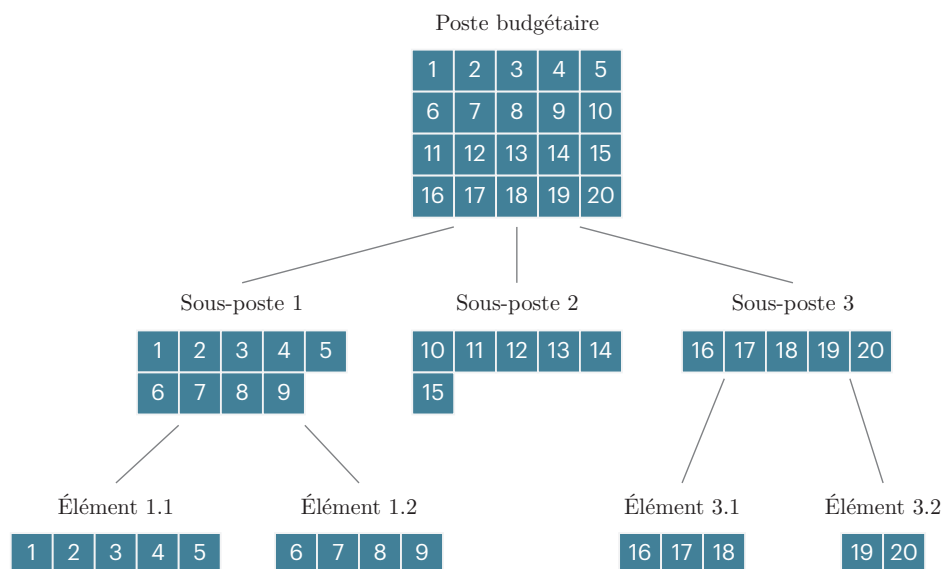 Poste budgétaire
1 2 3 4 5
6 7 8 9 10
11 12 13 14 15
16 17 18 19 20
Sous-poste 1 Sous-poste 2 Sous-poste 3
1 2 3 4 5 10 11 12 13 14 16 17 18 19 20
6 7 8 9 15
Élément 1.1 Élément 1.2 Élément 3.1 Élément 3.2
1 2 3 4 5 6 7 8 9 16 17 18 19 20